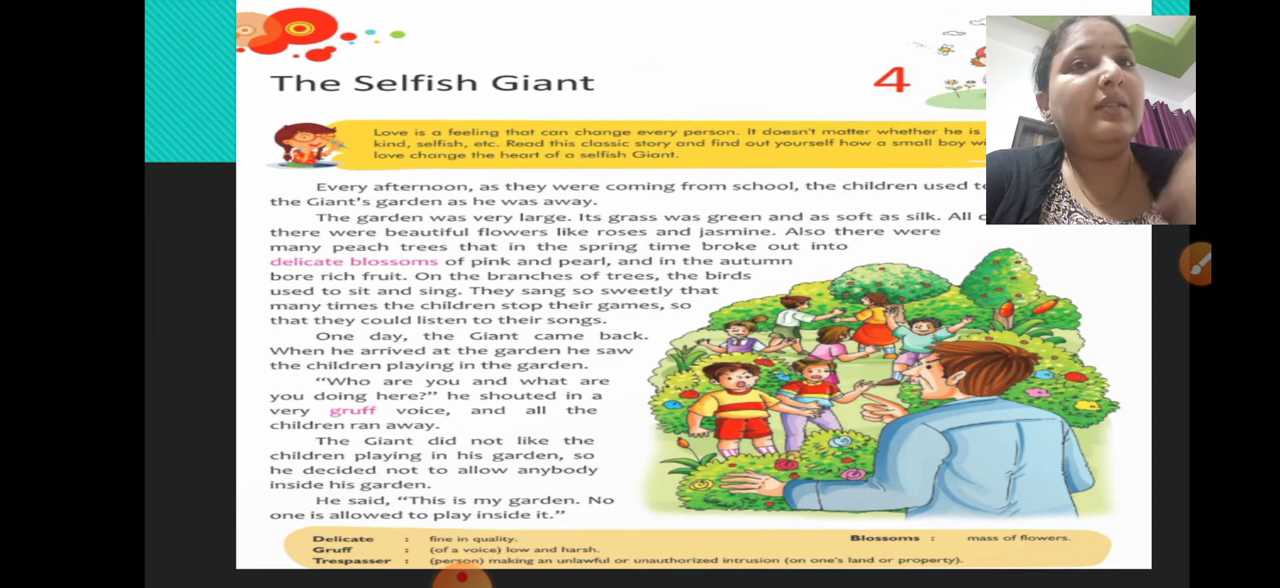 The Selfish Giant
4
Love is a feeling that can change every person. It doesn't matter whether he is
kind, selfish, etc. Read this classic story and find out yourself how a small boy
love change the heart of a selfish Giant.
Every afternoon, as they were coming from school, the children used
the Giant's garden as he was away.
The garden was very large. Its grass was green and as soft as silk. All
there were beautiful flowers like roses and jasmine. Also there were
many peach trees that in the spring time broke out into
delicate blossoms of pink and pearl, and in the autumn
bore rich fruit. On the branches of trees, the birds
used to sit and sing. They sang so sweetly that
many times the children stop their games, so
that they could listen to their songs.
One day, the Giant came back.
When he arrived at the garden he saw
the children playing in the garden.
"Who are you and what are
you doing here?" he shouted in a
very gruff voice, and all the
children ran away.
The Giant did not like the
children playing in his garden, so
he decided not to allow anybody
inside his garden.
He said, "This is my garden. No
one is allowed to play inside it."
Delicate : fine in quality.
Blossoms : mass of flowers.
Gruff : (of a voice) low and harsh.
Trespasser : (person) making an unlawful or unauthorized intrusion (on one's land or property).